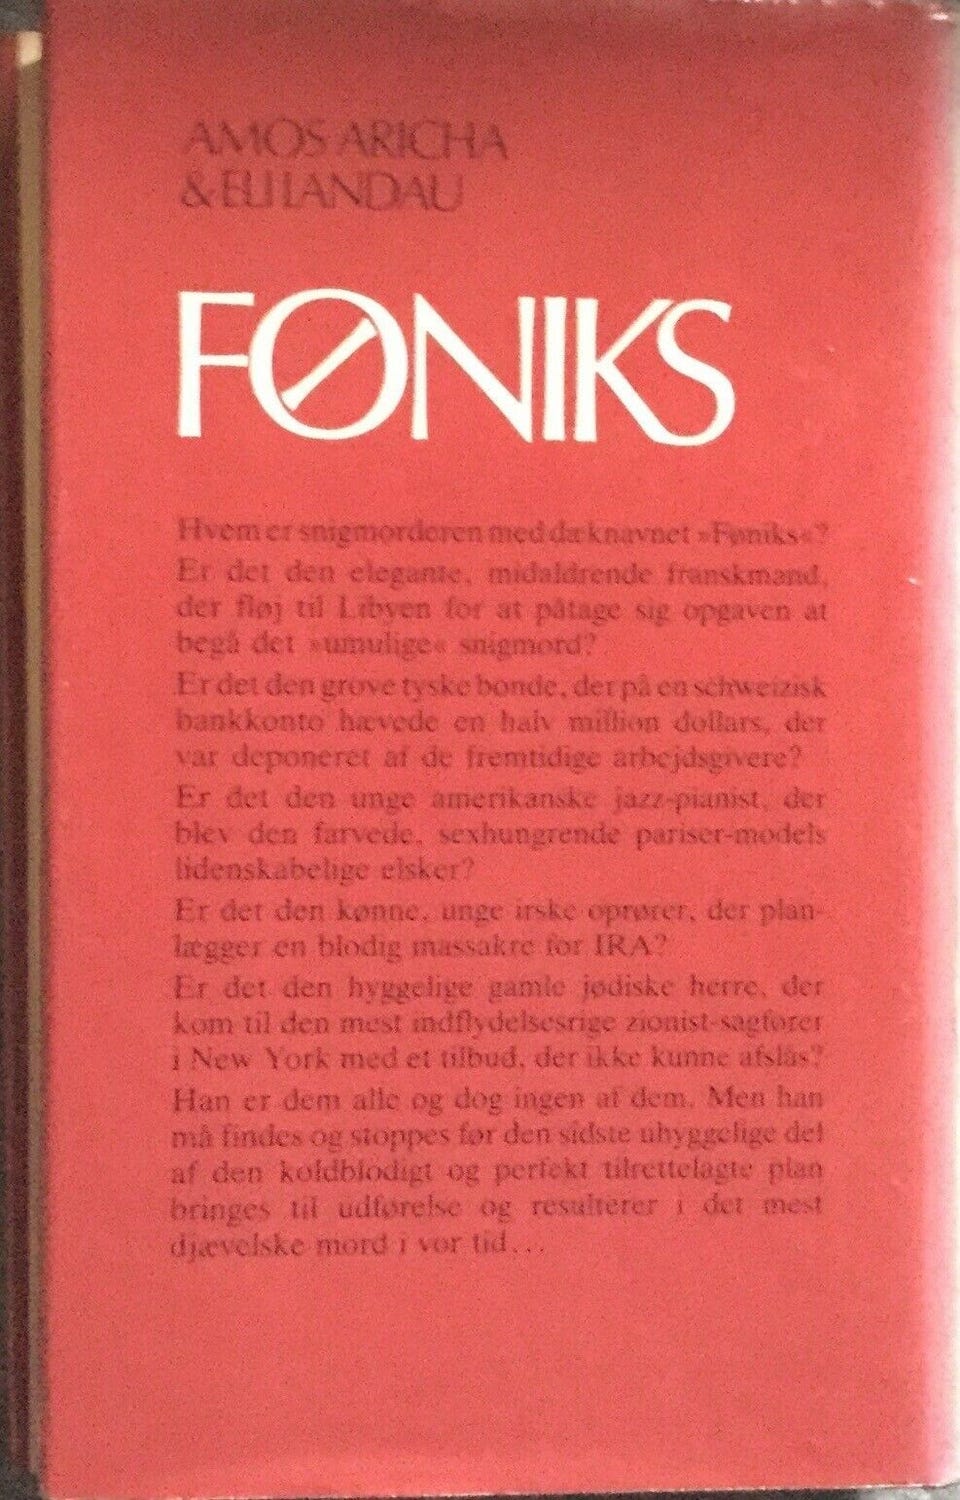 AMOS ARICHA
& ELI LANDAU
FØNIKS
Hvem er snigmorderen med dæknavnet »Føniks«?
Er det den elegante, midaldrende franskmand,
der fløj til Libyen for at påtage sig opgaven at
begå det »umulige« snigmord?
Er det den grove tyske bonde, der på en schweizisk
bankkonto hævede en halv million dollars, der
var deponeret af de fremtidige arbejdsgivere?
Er det den unge amerikanske jazz-pianist, der
blev den farvede, sexhungrende pariser-models
lidenskabelige elsker?
Er det den kønne, unge irske oprører, der plan-
lægger en blodig massakre for IRA?
Er det den hyggelige gamle jødiske herre, der
kom til den mest indflydelsesrige zionist-sagfører
i New York med et tilbud, der ikke kunne afslås?
Han er dem alle og dog ingen af dem. Men han
må findes og stoppes før den sidste uhyggelige del
af den koldblodigt og perfekt tilrettelagte plan
bringes til udførelse og resulterer i det mest
djævelske mord i vor tid...